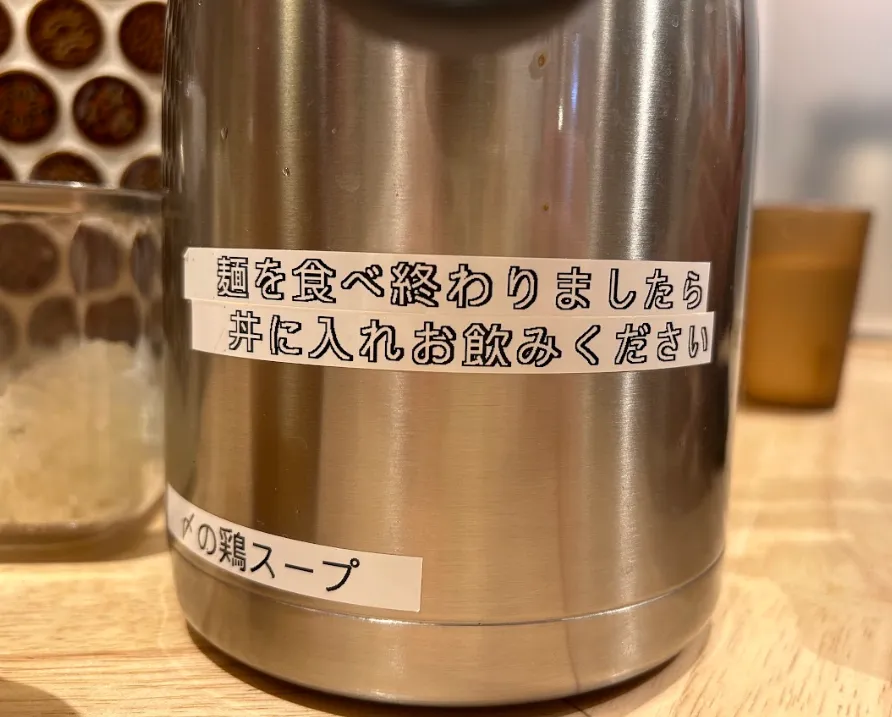 麺を食べ終わりましたら
丼に入れお飲みください
〆の鶏スープ